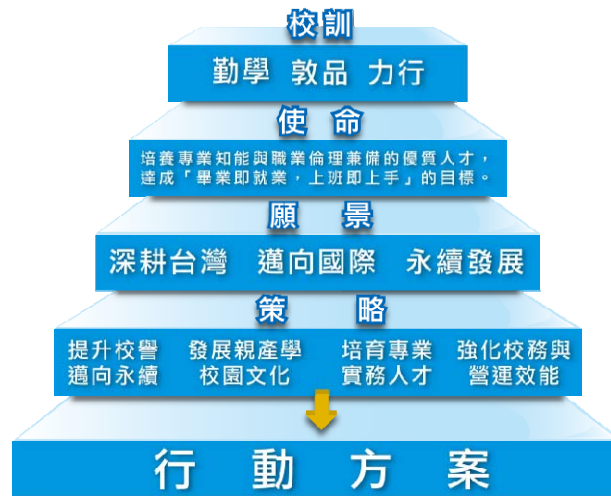 校訓
勤學 敦品 力行
使命
培養專業知能與職業倫理兼備的優質人才，
達成「畢業即就業，上班即上手」的目標。
願景
深耕台灣 邁向國際 永續發展
策略
提升校譽
邁向永續
發展親產學
校園文化
培育專業
實務人才
強化校務與
營運效能
行動方案